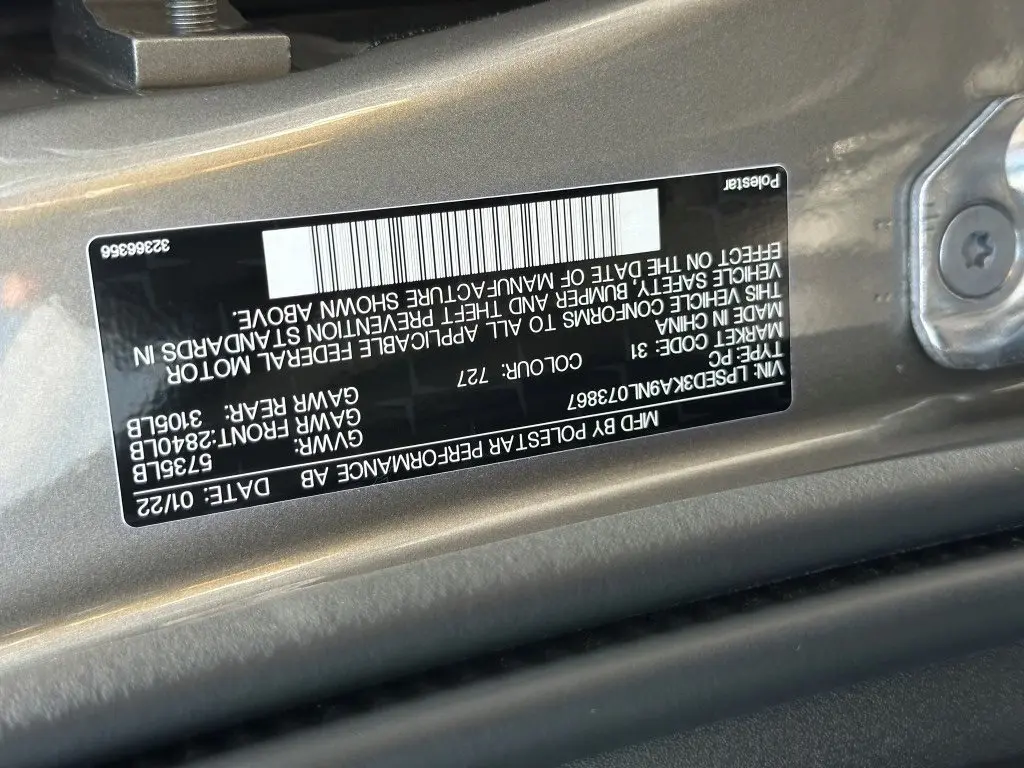 MFD BY POLESTAR PERFORMANCE AB DATE: 01/22
VIN: LPSED3KA9NL073867 GVWR: 5735LB
TYPE: PC GAWR FRONT: 2840LB
MARKET CODE: 31 COLOUR: 727 GAWR REAR: 3105LB
MADE IN CHINA
THIS VEHICLE CONFORMS TO ALL APPLICABLE FEDERAL MOTOR
VEHICLE SAFETY, BUMPER AND THEFT PREVENTION STANDARDS IN
EFFECT ON THE DATE OF MANUFACTURE SHOWN ABOVE.
Polestar 32366356